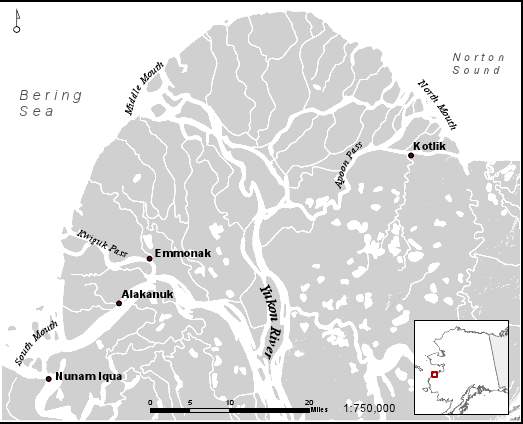 Norton
Sound
Bering
Sea
Middle Mouth
North Mouth
Kotlik
Apoon Pass
Kwiguk Pass
Emmonak
Alakanuk
Yukon River
South Mouth
Nunam Iqua
0 5 10 20
Miles
1:750,000